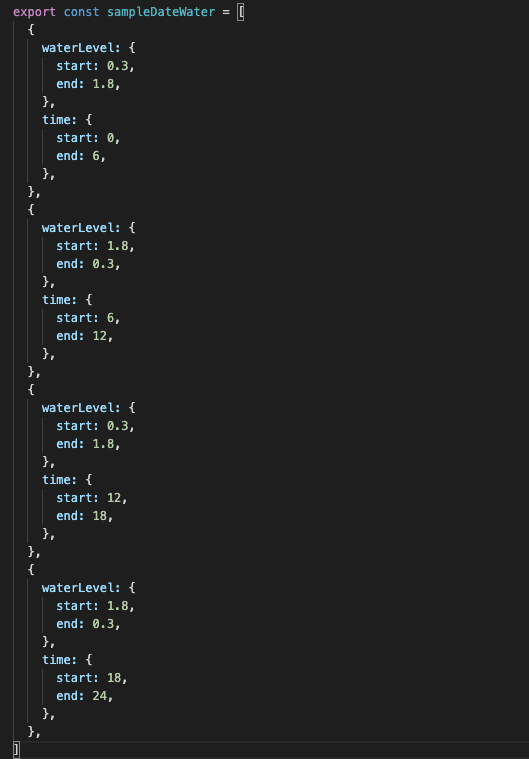 export const sampleDateWater = [
  {
    waterLevel: {
      start: 0.3,
      end: 1.8,
    },
    time: {
      start: 0,
      end: 6,
    },
  },
  {
    waterLevel: {
      start: 1.8,
      end: 0.3,
    },
    time: {
      start: 6,
      end: 12,
    },
  },
  {
    waterLevel: {
      start: 0.3,
      end: 1.8,
    },
    time: {
      start: 12,
      end: 18,
    },
  },
  {
    waterLevel: {
      start: 1.8,
      end: 0.3,
    },
    time: {
      start: 18,
      end: 24,
    },
  },
]